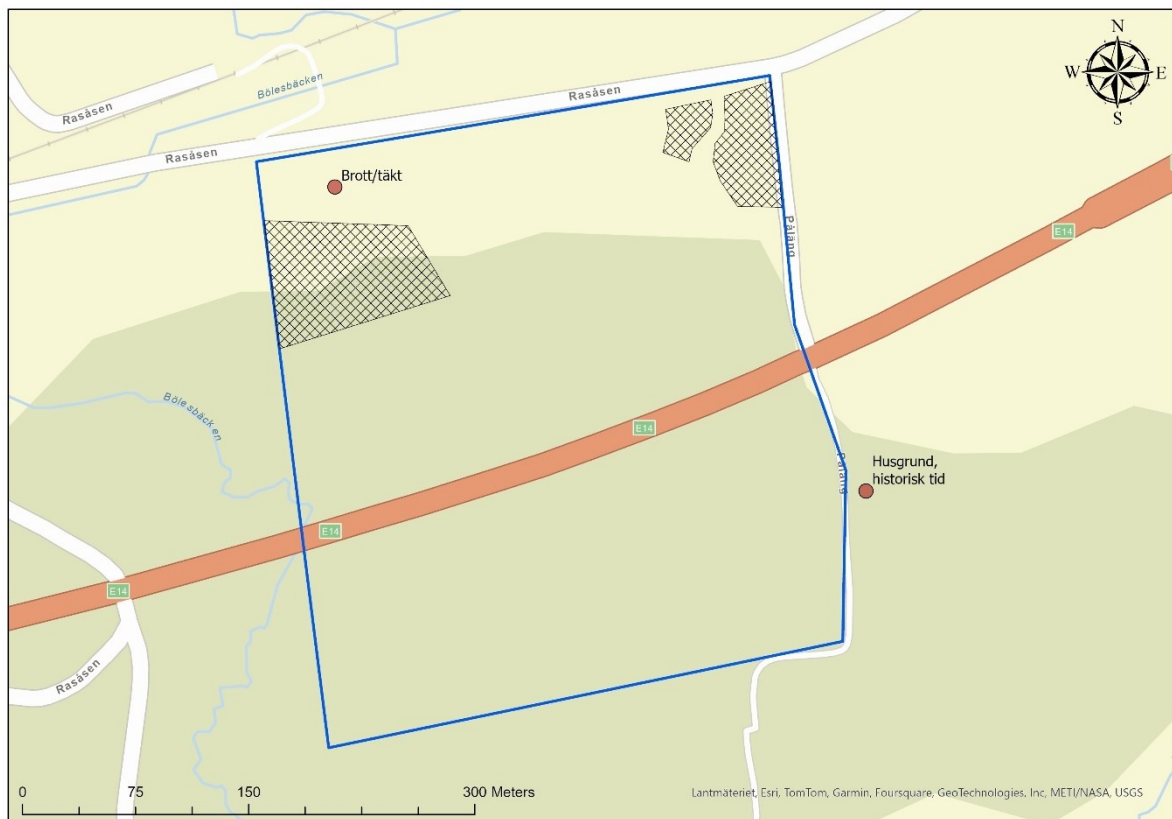 N
W
E
S
Bölesbäcken
Rasåsen
Rasåsen
Rasåsen
Brott/täkt
Påläng
E14
Bölesbäcken
E14
Påläng
Husgrund,
historisk tid
E14
E14
Rasåsen
0
75
150
300 Meters
Lantmäteriet, Esri, TomTom, Garmin, Foursquare, GeoTechnologies, Inc, METI/NASA, USGS